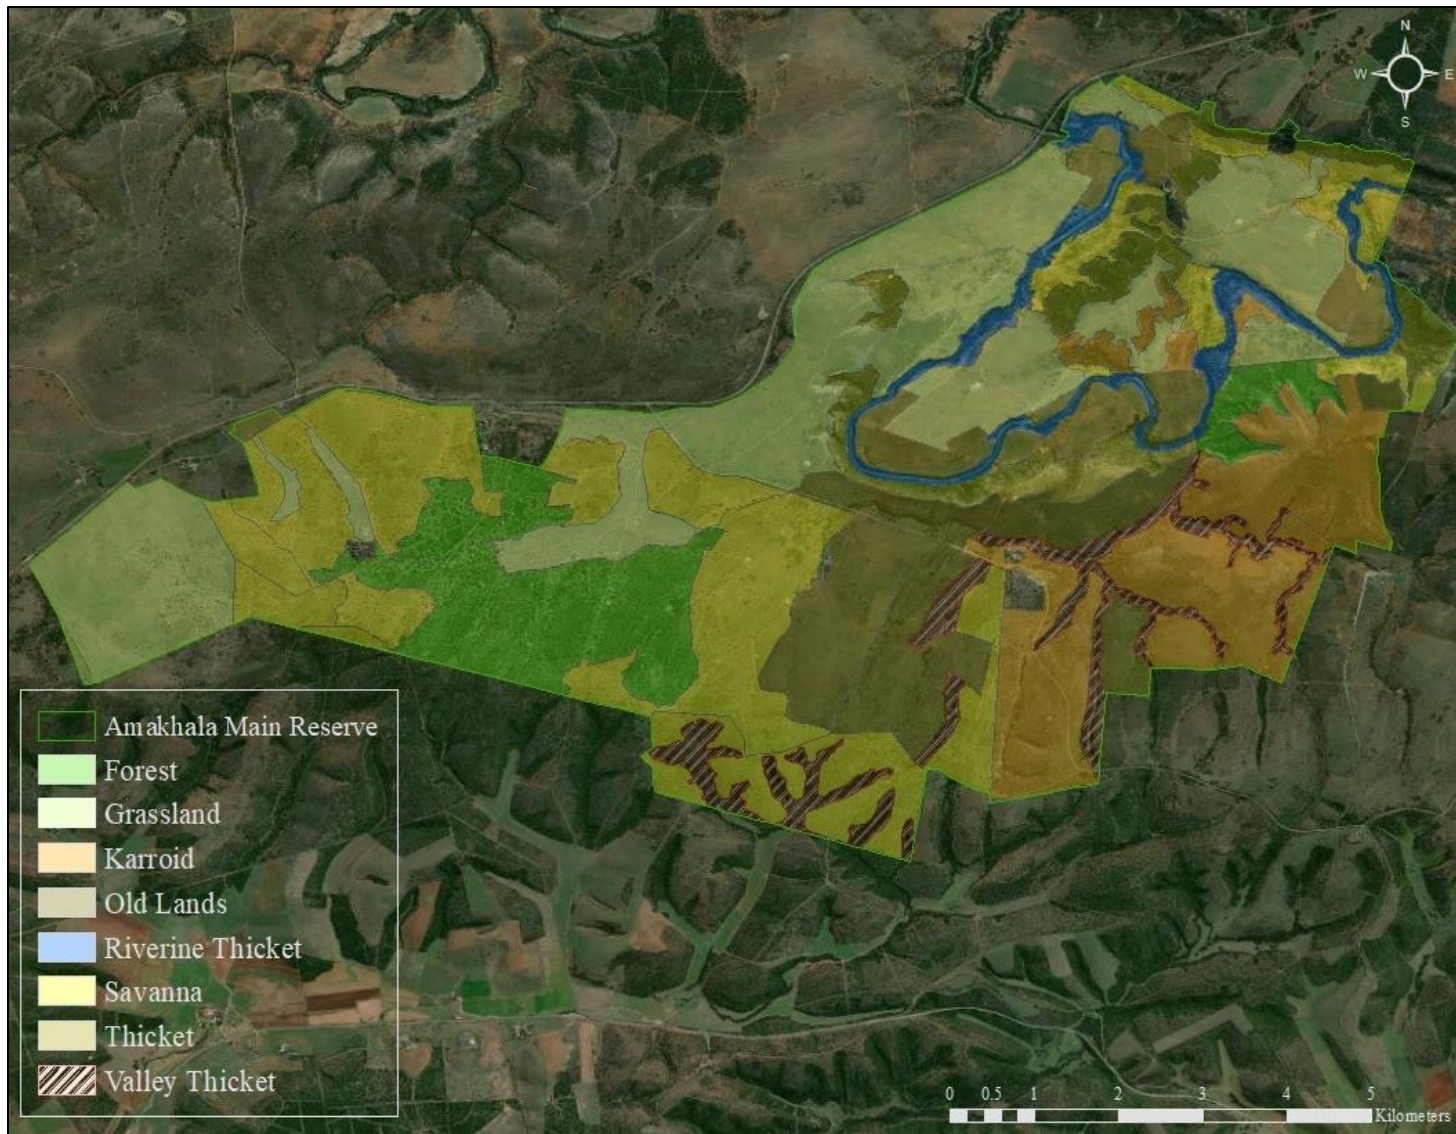 N
W E
S
Amakhala Main Reserve
Forest
Grassland
Karroid
Old Lands
Riverine Thicket
Savanna
Thicket
Valley Thicket
0 0.5 1 2 3 4 5
Kilometers